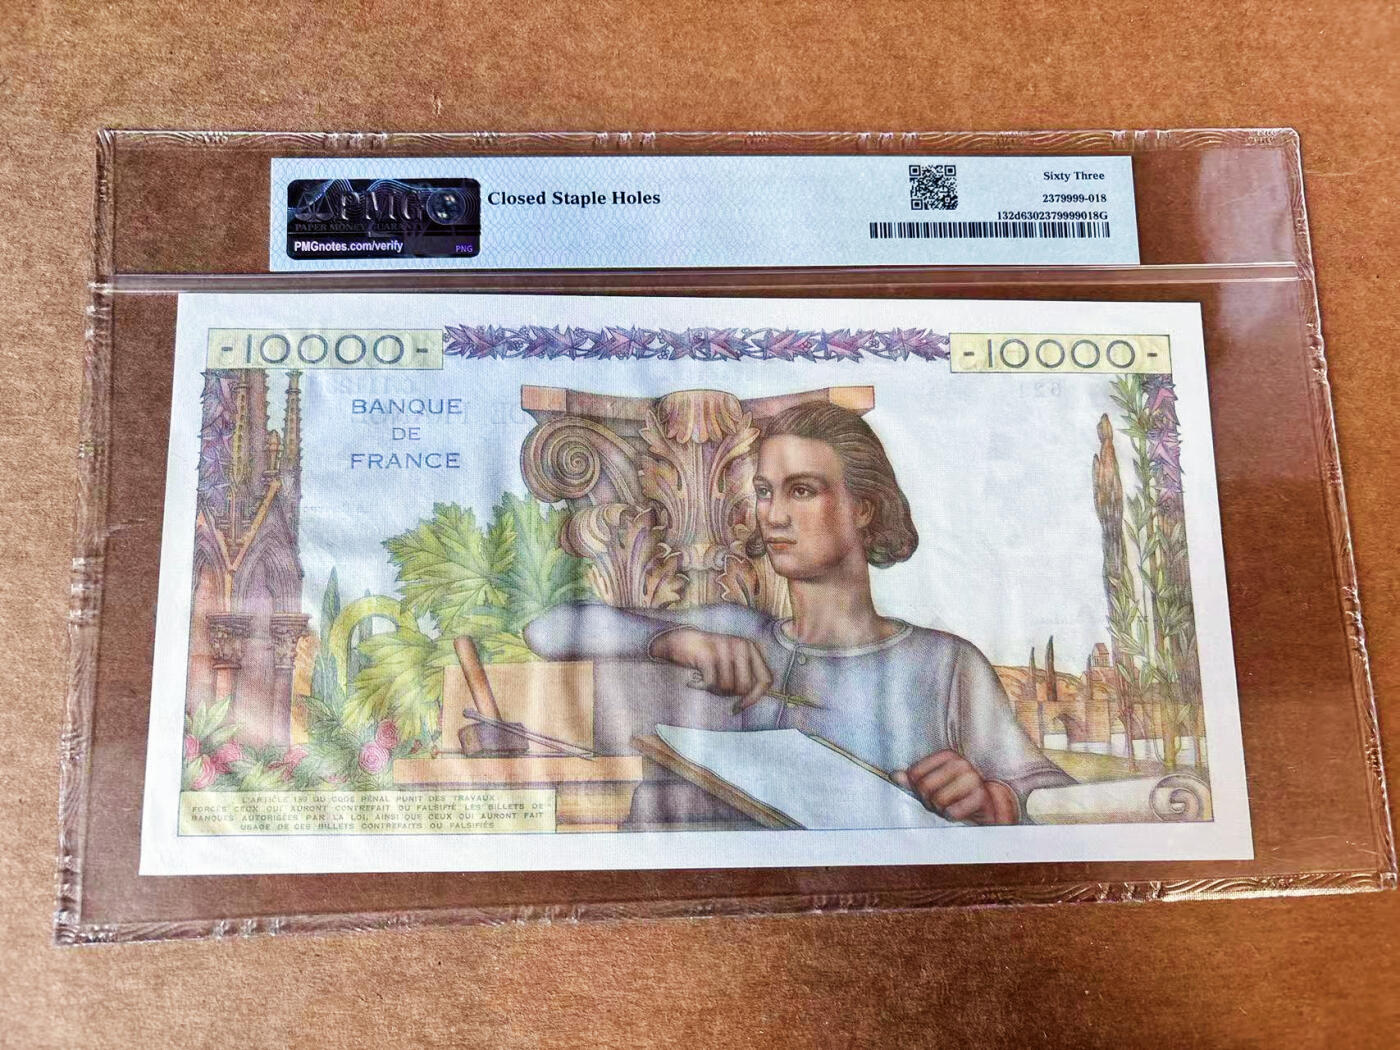 PMG
PAPER MONEY GUARANTY
PMGnotes.com/verify
PNG
Closed Staple Holes
Sixty Three
2379999-018
132d6302379999018G
-10000-
-10000-
BANQUE
DE
FRANCE
L'ARTICLE 139 DU CODE PÉNAL PUNIT DES TRAVAUX
FORCÉS CEUX QUI AURONT CONTREFAIT OU FALSIFIÉ LES BILLETS DE
BANQUES AUTORISÉES PAR LA LOI, AINSI QUE CEUX QUI AURONT FAIT
USAGE DE CES BILLETS CONTREFAITS OU FALSIFIÉS